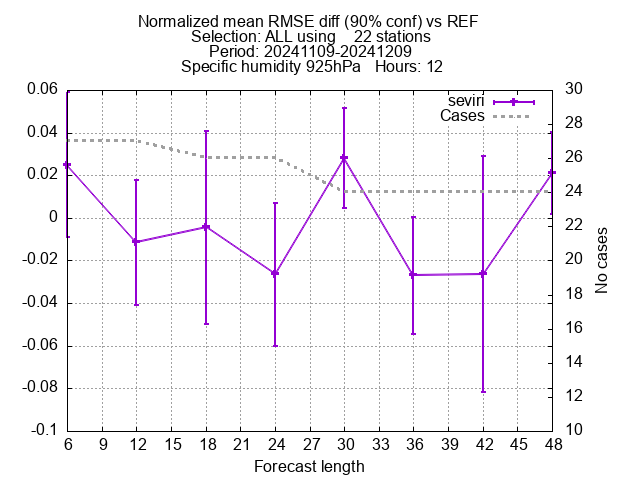 Normalized mean RMSE diff (90% conf) vs REF
Selection: ALL using    22 stations
Period: 20241109-20241209
Specific humidity 925hPa   Hours: 12
seviri
Cases
0.06
0.04
0.02
0
-0.02
-0.04
-0.06
-0.08
-0.1
30
28
26
24
22
20
18
16
14
12
10
No cases
6 9 12 15 18 21 24 27 30 33 36 39 42 45 48
Forecast length